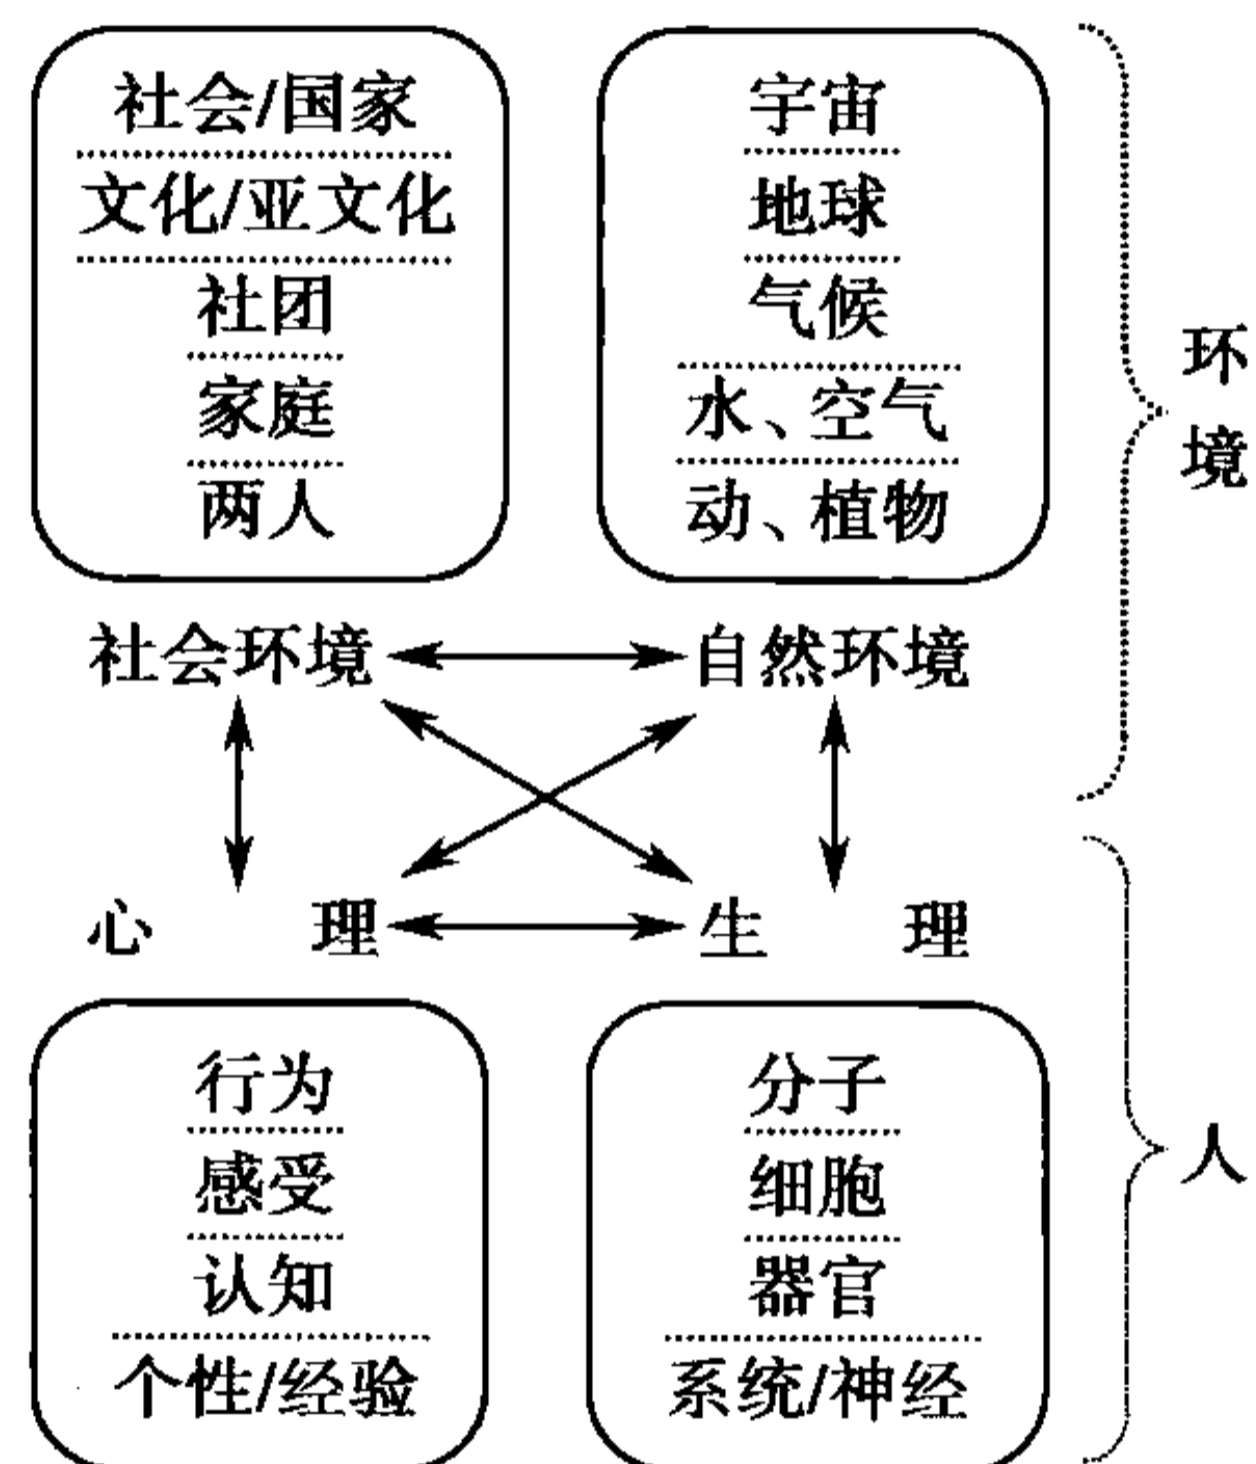 社会/国家
文化/亚文化
社团
家庭
两人
宇宙
地球
气候
水、空气
动、植物
环境
社会环境
自然环境
心理
生理
行为
感受
认知
个性/经验
分子
细胞
器官
系统/神经
人